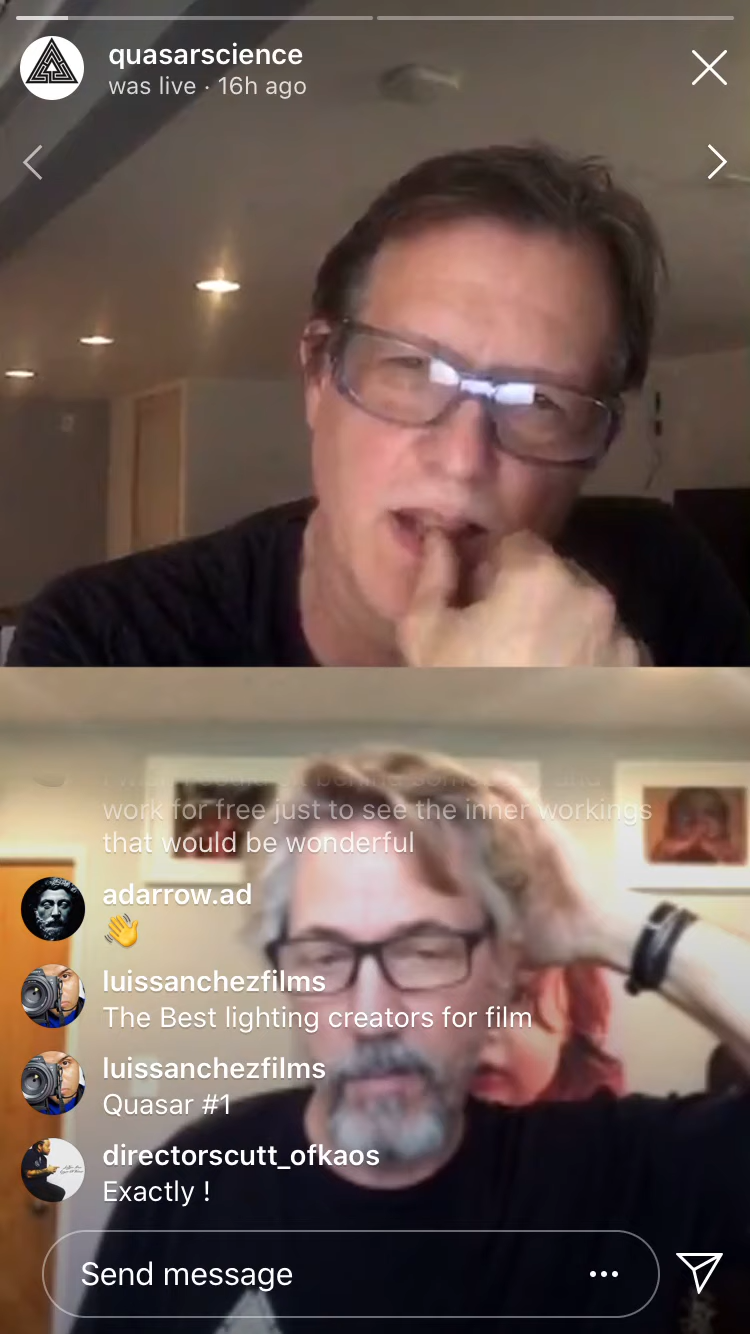 quasarscience
was live · 16h ago
work for free just to see the inner workings
that would be wonderful
adarrow.ad
👋
luissanchezfilms
The Best lighting creators for film
luissanchezfilms
Quasar #1
directorscutt_ofkaos
Exactly !
Send message